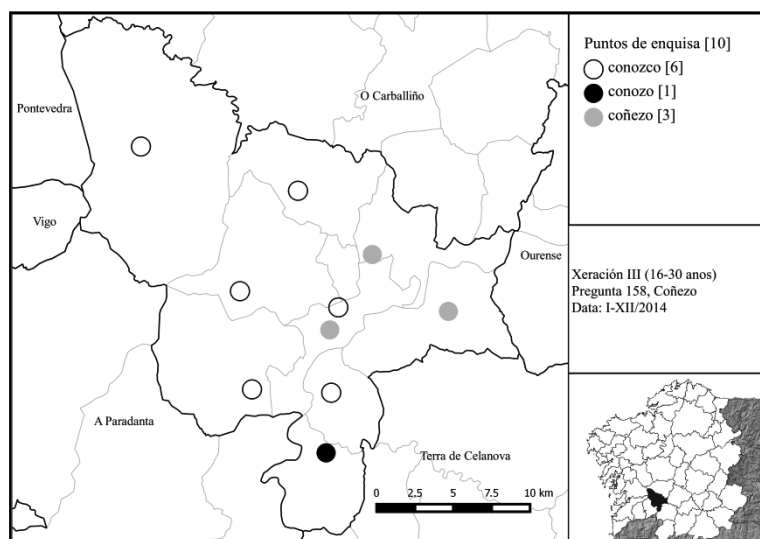 Pontevedra
O Carballiño
Vigo
Ourense
A Paradanta
Terra de Celanova
0 2,5 5 7.5 10 km
Puntos de enquisa [10]
conozco [6]
conozo [1]
coñezo [3]
Xeración III (16-30 anos)
Pregunta 158, Coñezo
Data: I-XII/2014